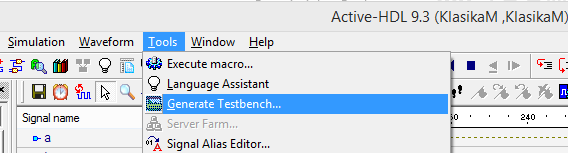 Active-HDL 9.3 (KlasikaM ,KlasikaM
Simulation Waveform Tools Window Help
Execute macro...
Language Assistant
Generate Testbench...
Server Farm...
Signal Alias Editor...
Signal name
a
240